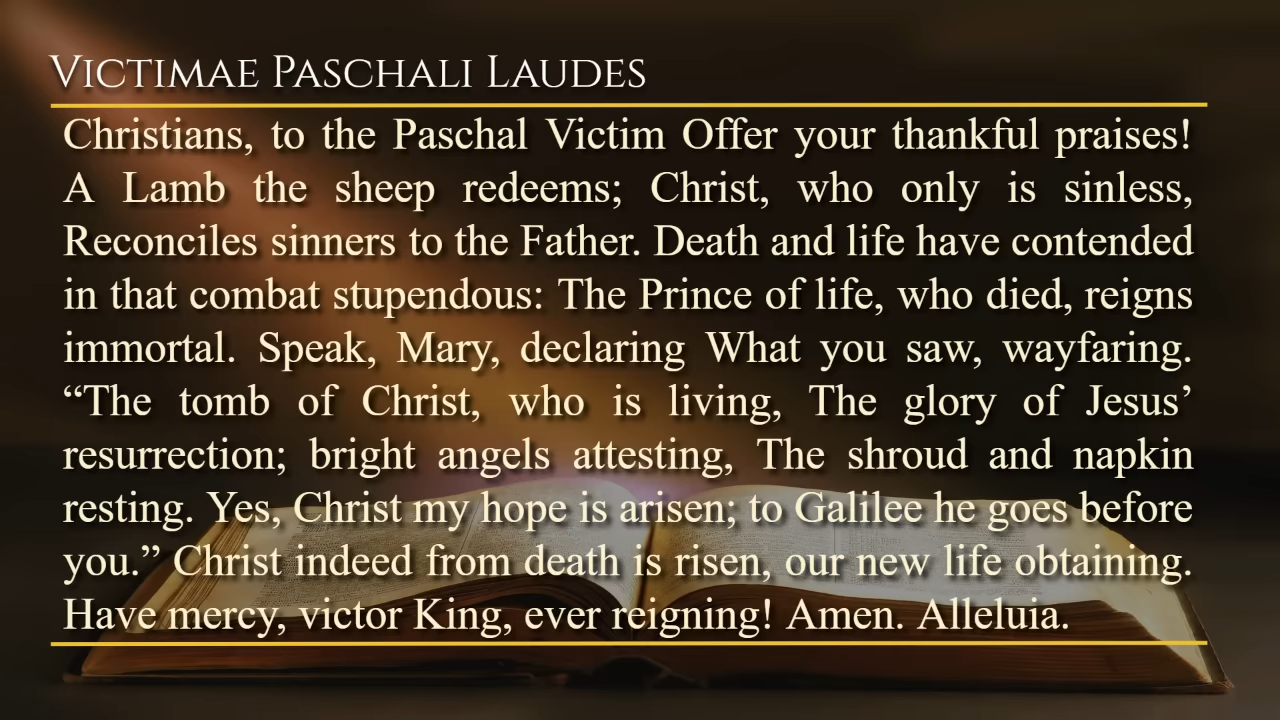 Victimae Paschali Laudes
Christians, to the Paschal Victim Offer your thankful praises!
A Lamb the sheep redeems; Christ, who only is sinless,
Reconciles sinners to the Father. Death and life have contended
in that combat stupendous: The Prince of life, who died, reigns
immortal. Speak, Mary, declaring What you saw, wayfaring.
“The tomb of Christ, who is living, The glory of Jesus’
resurrection; bright angels attesting, The shroud and napkin
resting. Yes, Christ my hope is arisen; to Galilee he goes before
you.” Christ indeed from death is risen, our new life obtaining.
Have mercy, victor King, ever reigning! Amen. Alleluia.